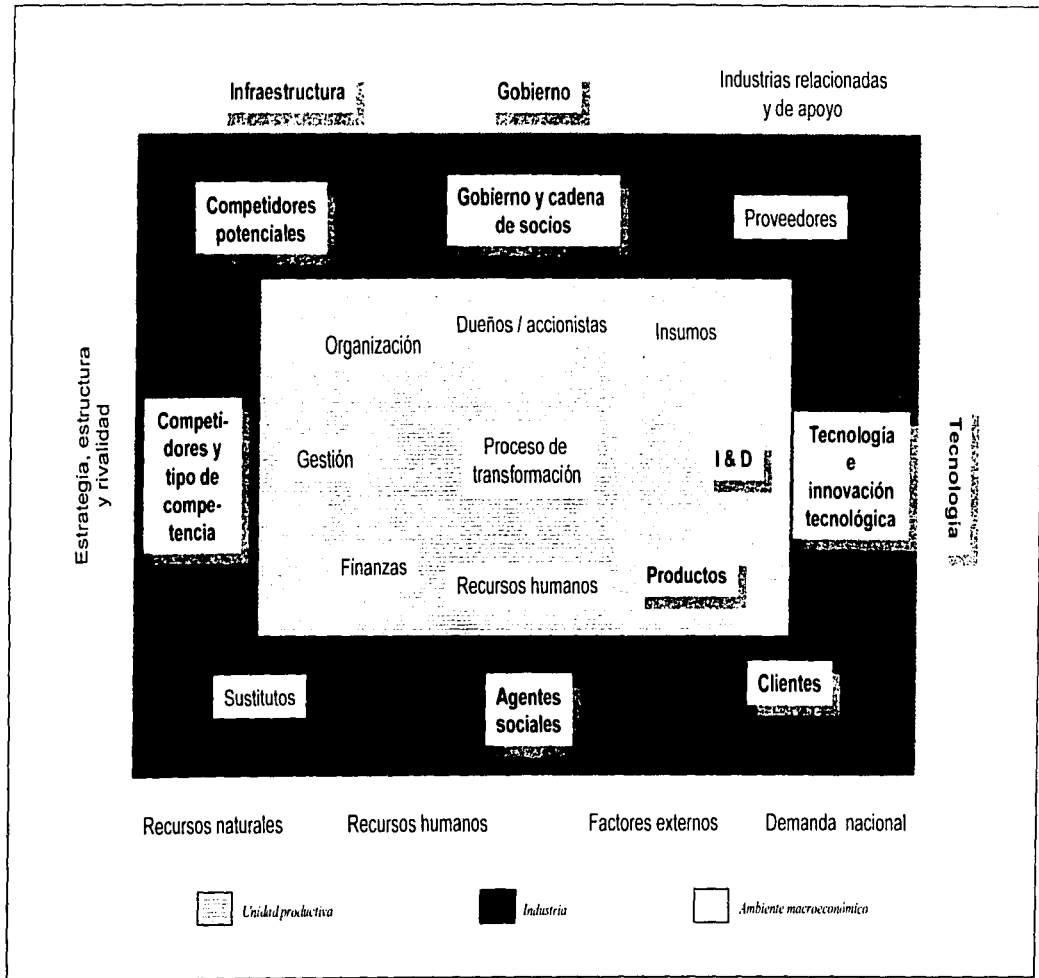 Infraestructura
Gobierno
Industrias relacionadas
y de apoyo
Competidores
potenciales
Gobierno y cadena
de socios
Proveedores
Organización
Dueños / accionistas
Insumos
Estrategia, estructura
y rivalidad
Competi-
dores y
tipo de
compe-
tencia
Gestión
Proceso de
transformación
I & D
Tecnología
e
innovación
tecnológica
Tecnología
Finanzas
Recursos humanos
Productos
Sustitutos
Agentes
sociales
Clientes
Recursos naturales
Recursos humanos
Factores externos
Demanda nacional
Unidad productiva
Industria
Ambiente macroeconómico